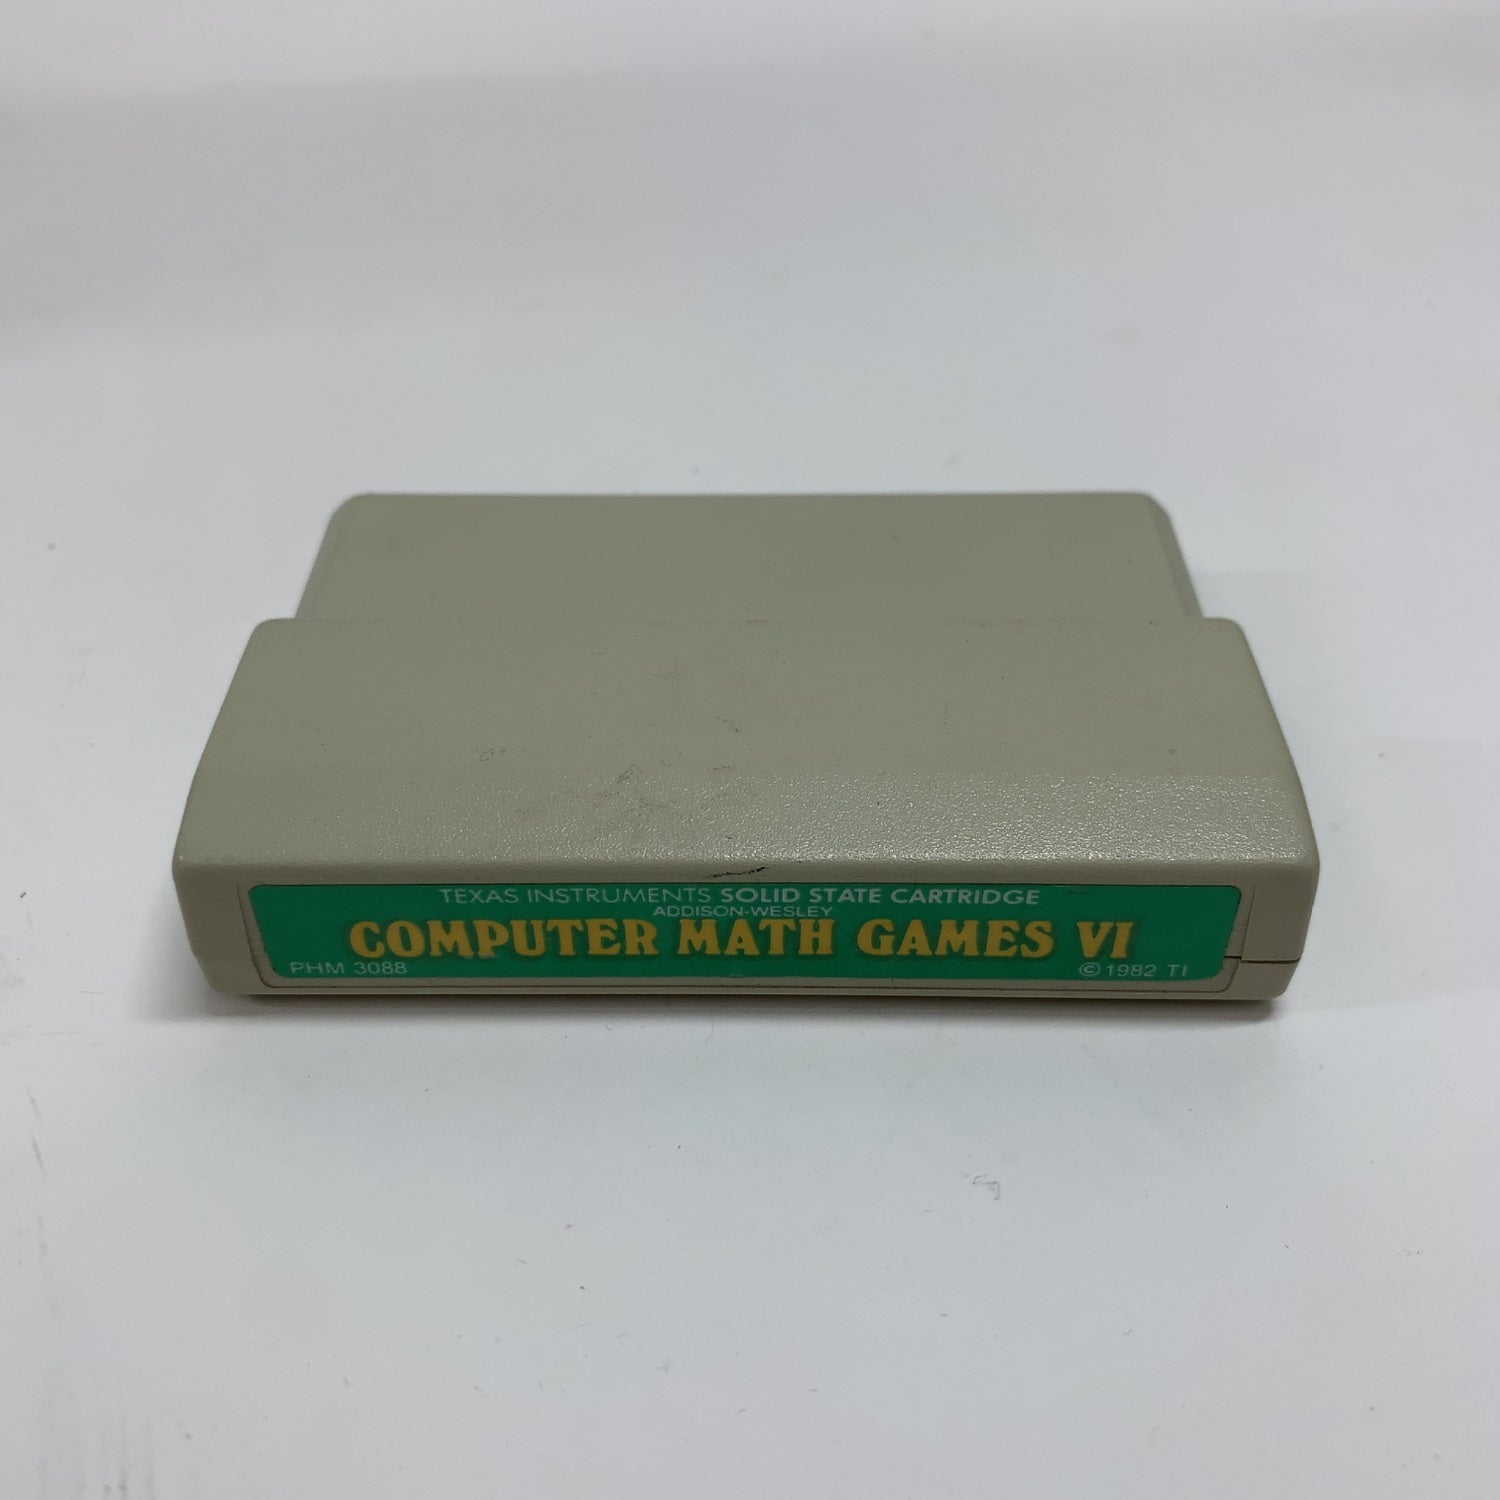 TEXAS INSTRUMENTS SOLID STATE CARTRIDGE
ADDISON-WESLEY
COMPUTER MATH GAMES VI
PHM 3088
© 1982 TI